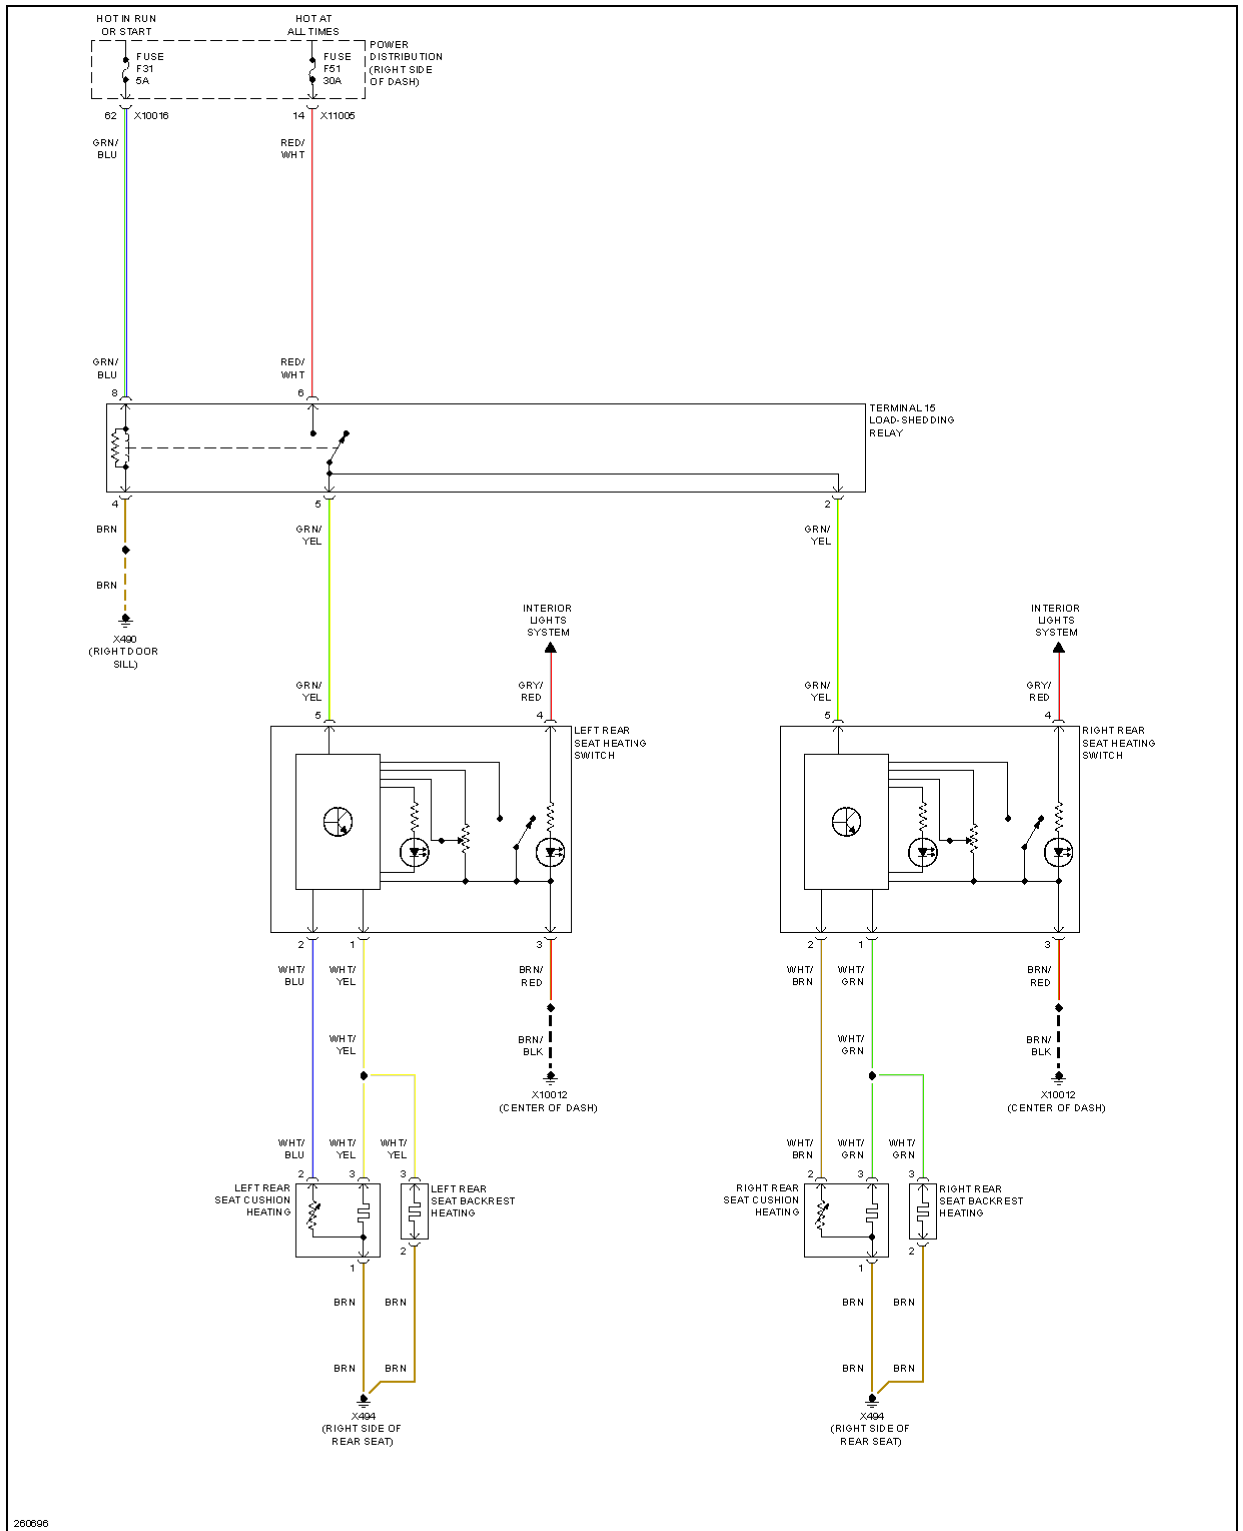 HOT IN RUN
OR START
HOT AT
ALL TIMES
FUSE
F31
5A
FUSE
F51
30A
POWER
DISTRIBUTION
(RIGHT SIDE
OF DASH)
62 X10016
14 X11005
GRN/
BLU
RED/
WHT
GRN/
BLU
RED/
WHT
8
6
TERMINAL 15
LOAD-SHEDDING
RELAY
4
5
2
BRN
GRN/
YEL
GRN/
YEL
BRN
X490
(RIGHT DOOR
SILL)
INTERIOR
LIGHTS
SYSTEM
INTERIOR
LIGHTS
SYSTEM
GRN/
YEL
GRY/
RED
GRN/
YEL
GRY/
RED
5
4
5
4
LEFT REAR
SEAT HEATING
SWITCH
RIGHT REAR
SEAT HEATING
SWITCH
2
1
3
2
1
3
WHT/
BLU
WHT/
YEL
BRN/
RED
WHT/
BRN
WHT/
GRN
BRN/
RED
WHT/
YEL
BRN/
BLK
WHT/
GRN
BRN/
BLK
X10012
(CENTER OF DASH)
X10012
(CENTER OF DASH)
WHT/
BLU
WHT/
YEL
WHT/
YEL
WHT/
BRN
WHT/
GRN
WHT/
GRN
2
3
3
2
3
3
LEFT REAR
SEAT CUSHION
HEATING
LEFT REAR
SEAT BACKREST
HEATING
RIGHT REAR
SEAT CUSHION
HEATING
RIGHT REAR
SEAT BACKREST
HEATING
1
2
1
2
BRN
BRN
BRN
BRN
BRN
BRN
BRN
BRN
X494
(RIGHT SIDE OF
REAR SEAT)
X494
(RIGHT SIDE OF
REAR SEAT)
260696